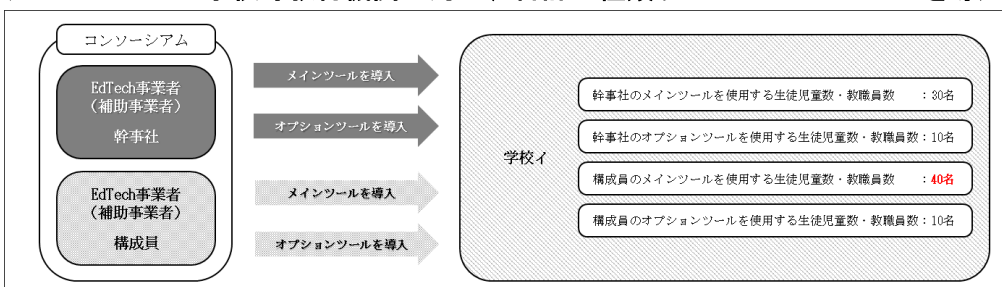 コンソーシアム
EdTech事業者
（補助事業者）
幹事社
EdTech事業者
（補助事業者）
構成員
メインツールを導入
オプションツールを導入
メインツールを導入
オプションツールを導入
学校イ
幹事社のメインツールを使用する生徒児童数・教職員数　　：30名
幹事社のオプションツールを使用する生徒児童数・教職員数：10名
構成員のメインツールを使用する生徒児童数・教職員数　　：40名
構成員のオプションツールを使用する生徒児童数・教職員数：10名